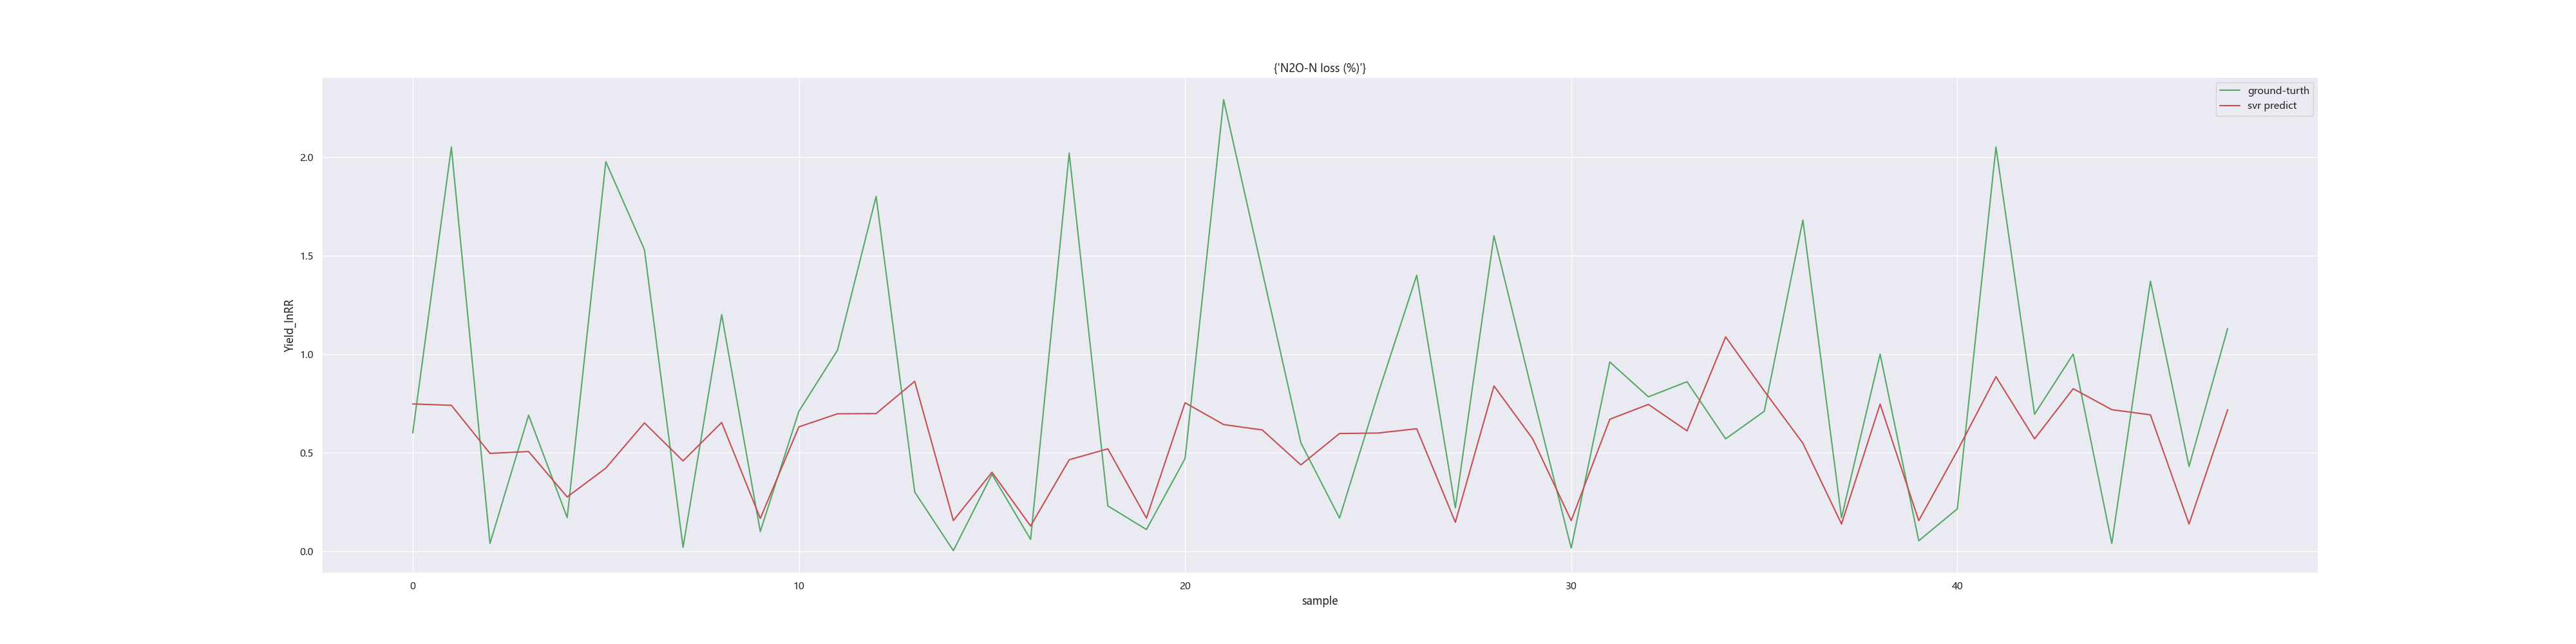 {'N2O-N loss (%)'}
ground-turth
svr predict
Yield_lnRR
2.0
1.5
1.0
0.5
0.0
0 10 20 30 40
sample